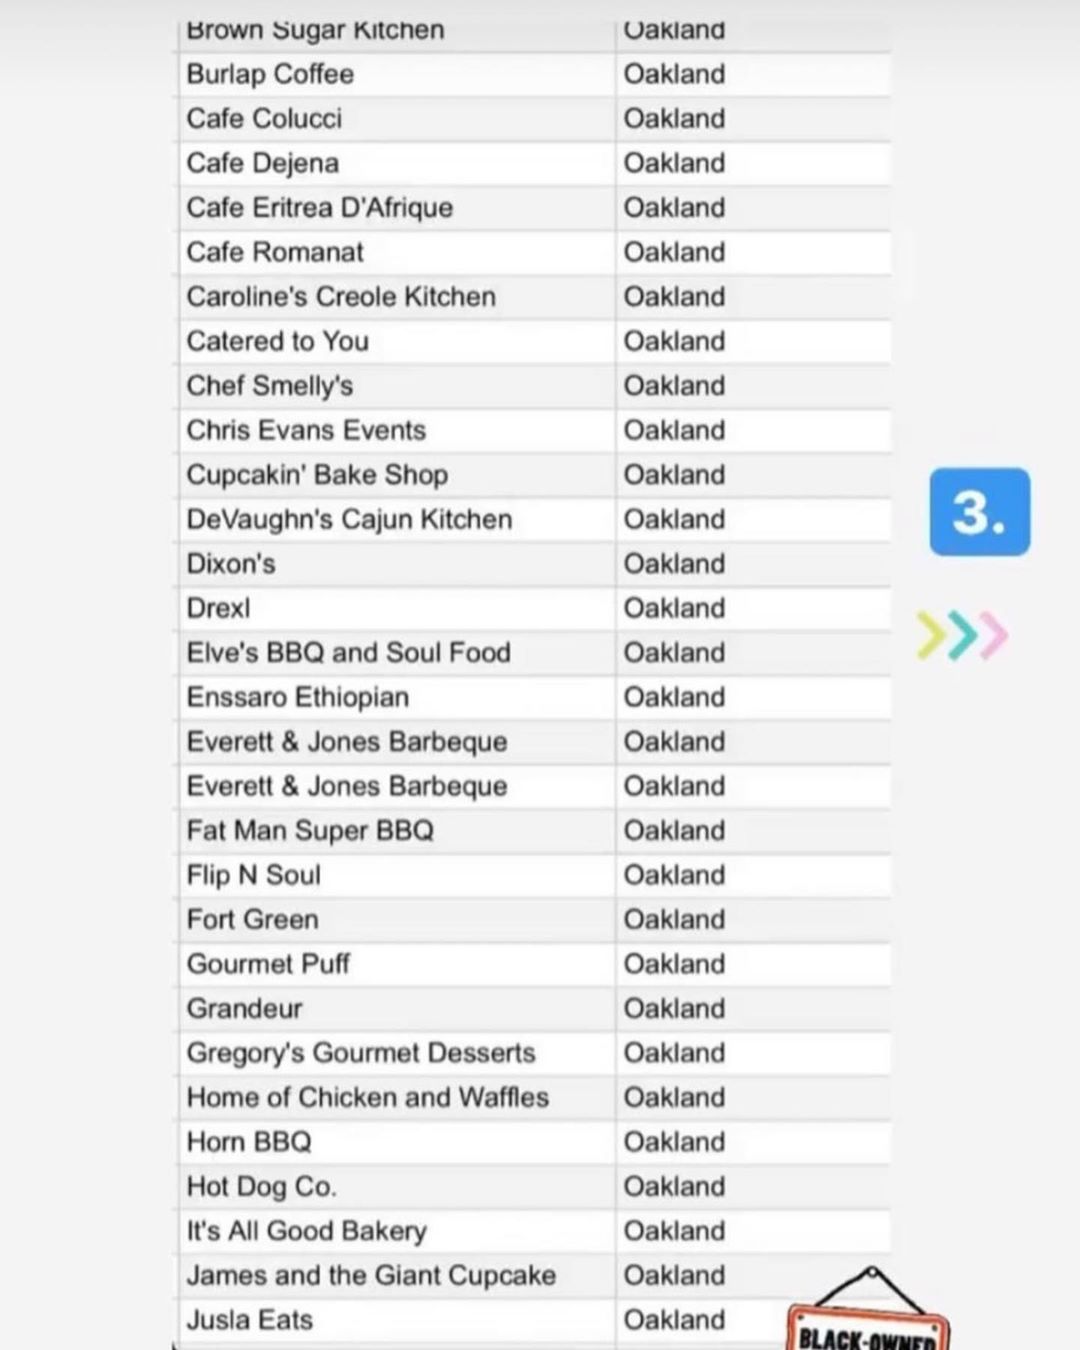 Brown Sugar Kitchen Oakland
Burlap Coffee Oakland
Cafe Colucci Oakland
Cafe Dejena Oakland
Cafe Eritrea D'Afrique Oakland
Cafe Romanat Oakland
Caroline's Creole Kitchen Oakland
Catered to You Oakland
Chef Smelly's Oakland
Chris Evans Events Oakland
Cupcakin' Bake Shop Oakland
DeVaughn's Cajun Kitchen Oakland
Dixon's Oakland
Drexl Oakland
Elve's BBQ and Soul Food Oakland
Enssaro Ethiopian Oakland
Everett & Jones Barbeque Oakland
Everett & Jones Barbeque Oakland
Fat Man Super BBQ Oakland
Flip N Soul Oakland
Fort Green Oakland
Gourmet Puff Oakland
Grandeur Oakland
Gregory's Gourmet Desserts Oakland
Home of Chicken and Waffles Oakland
Horn BBQ Oakland
Hot Dog Co. Oakland
It's All Good Bakery Oakland
James and the Giant Cupcake Oakland
Jusla Eats Oakland
3.
BLACK-OWNED